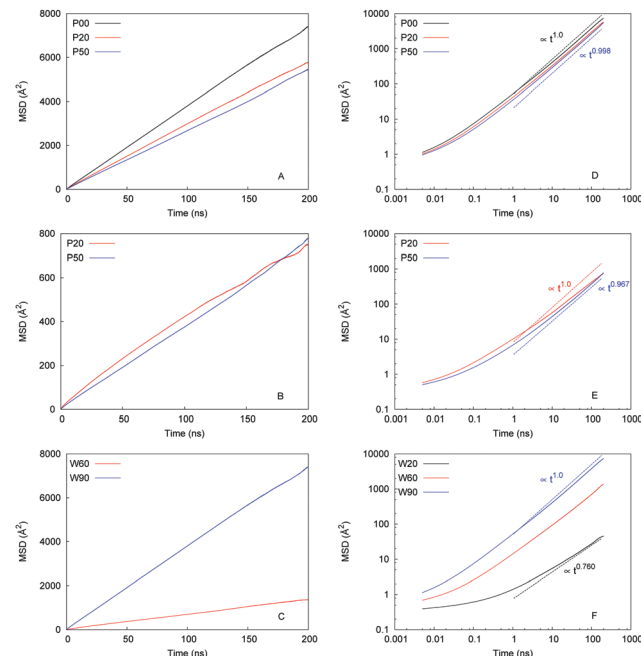 8000
6000
4000
2000
0
MSD (Å²)
P00
P20
P50
A
0 50 100 150 200
Time (ns)
10000
1000
100
10
1
0.1
MSD (Å²)
P00
P20
P50
∝ t1.0
∝ t0.998
D
0.001 0.01 0.1 1 10 100 1000
Time (ns)
800
600
400
200
0
MSD (Å²)
P20
P50
B
0 50 100 150 200
Time (ns)
10000
1000
100
10
1
0.1
MSD (Å²)
P20
P50
∝ t1.0
∝ t0.967
E
0.001 0.01 0.1 1 10 100 1000
Time (ns)
8000
6000
4000
2000
0
MSD (Å²)
W60
W90
C
0 50 100 150 200
Time (ns)
10000
1000
100
10
1
0.1
MSD (Å²)
W20
W60
W90
∝ t1.0
∝ t0.760
F
0.001 0.01 0.1 1 10 100 1000
Time (ns)